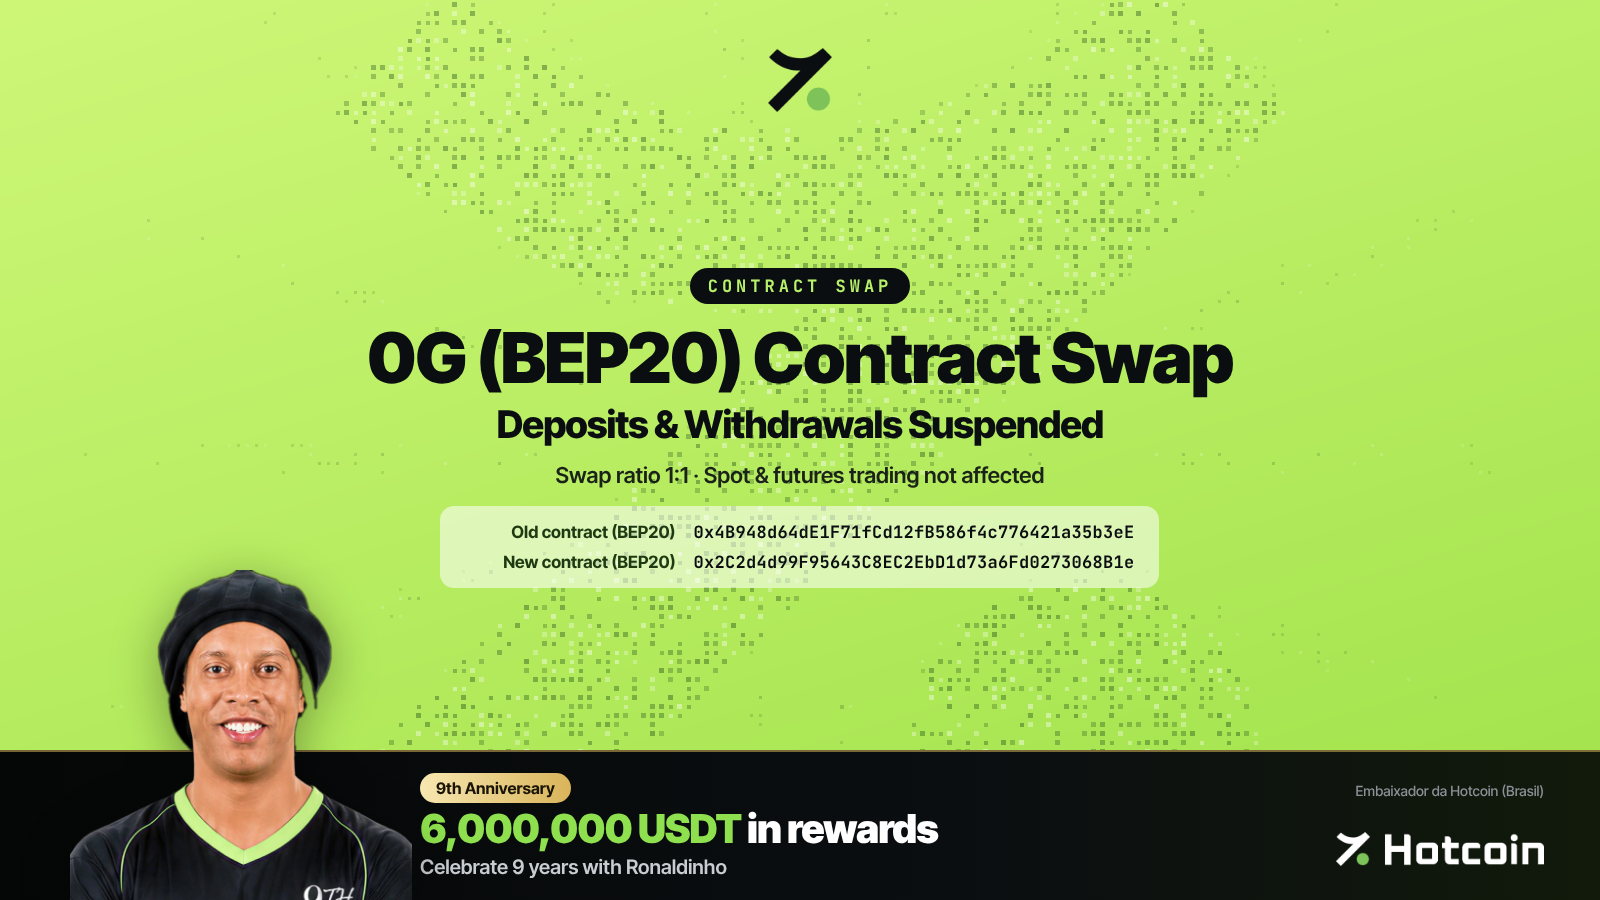 CONTRACT SWAP
0G (BEP20) Contract Swap
Deposits & Withdrawals Suspended
Swap ratio 1:1 · Spot & futures trading not affected
Old contract (BEP20) 0x4B948d64dE1F71fCd12fB586f4c776421a35b3eE
New contract (BEP20) 0x2C2d4d99F95643C8EC2EbD1d73a6Fd0273068B1e
9th Anniversary
6,000,000 USDT in rewards
Celebrate 9 years with Ronaldinho
9TH
Embaixador da Hotcoin (Brasil)
Hotcoin